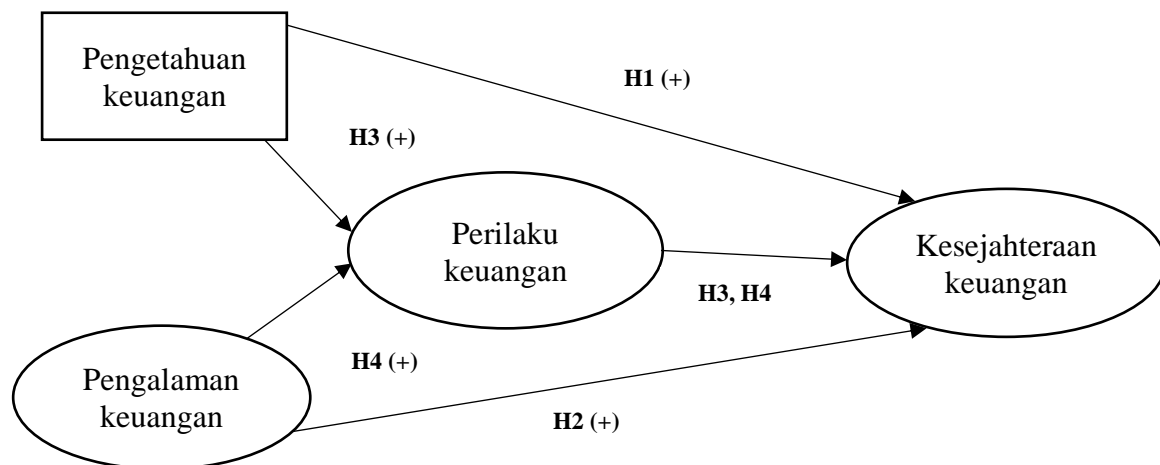 Pengetahuan
keuangan
H1 (+)
H3 (+)
Perilaku
keuangan
Kesejahteraan
keuangan
H3, H4
Pengalaman
keuangan
H4 (+)
H2 (+)